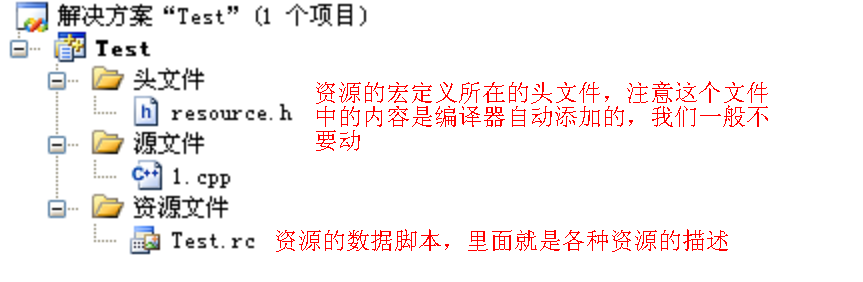 解决方案“Test”(1 个项目)
Test
头文件
resource.h
资源的宏定义所在的头文件，注意这个文件
中的内容是编译器自动添加的，我们一般不
要动
源文件
1.cpp
资源文件
Test.rc
资源的数据脚本，里面就是各种资源的描述